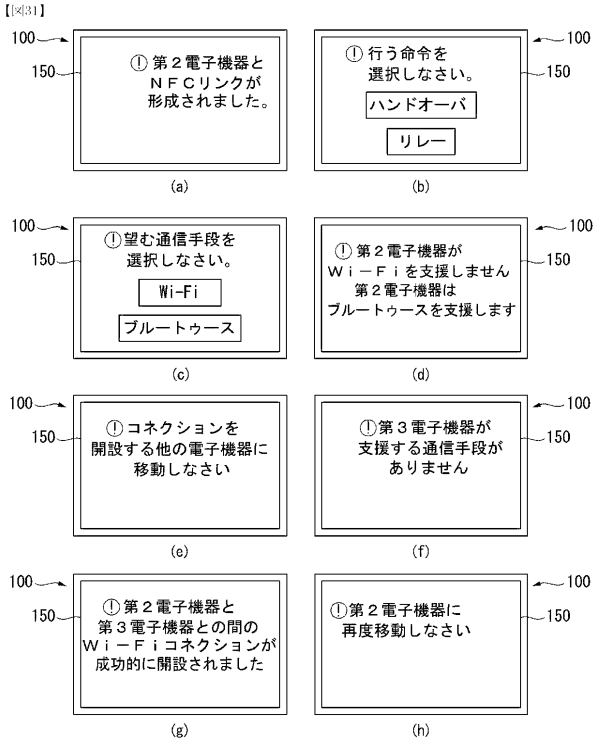 【図31】
100
150
! 第2電子機器と
NFCリンクが
形成されました。
(a)
100
150
! 行う命令を
選択しなさい。
ハンドオーバ
リレー
(b)
100
150
! 望む通信手段を
選択しなさい。
Wi-Fi
ブルートゥース
(c)
100
150
! 第2電子機器が
Wi-Fiを支援しません
第2電子機器は
ブルートゥースを支援します
(d)
100
150
! コネクションを
開設する他の電子機器に
移動しなさい
(e)
100
150
! 第3電子機器が
支援する通信手段が
ありません
(f)
100
150
! 第2電子機器と
第3電子機器との間の
Wi-Fiコネクションが
成功的に開設されました
(g)
100
150
! 第2電子機器に
再度移動しなさい
(h)